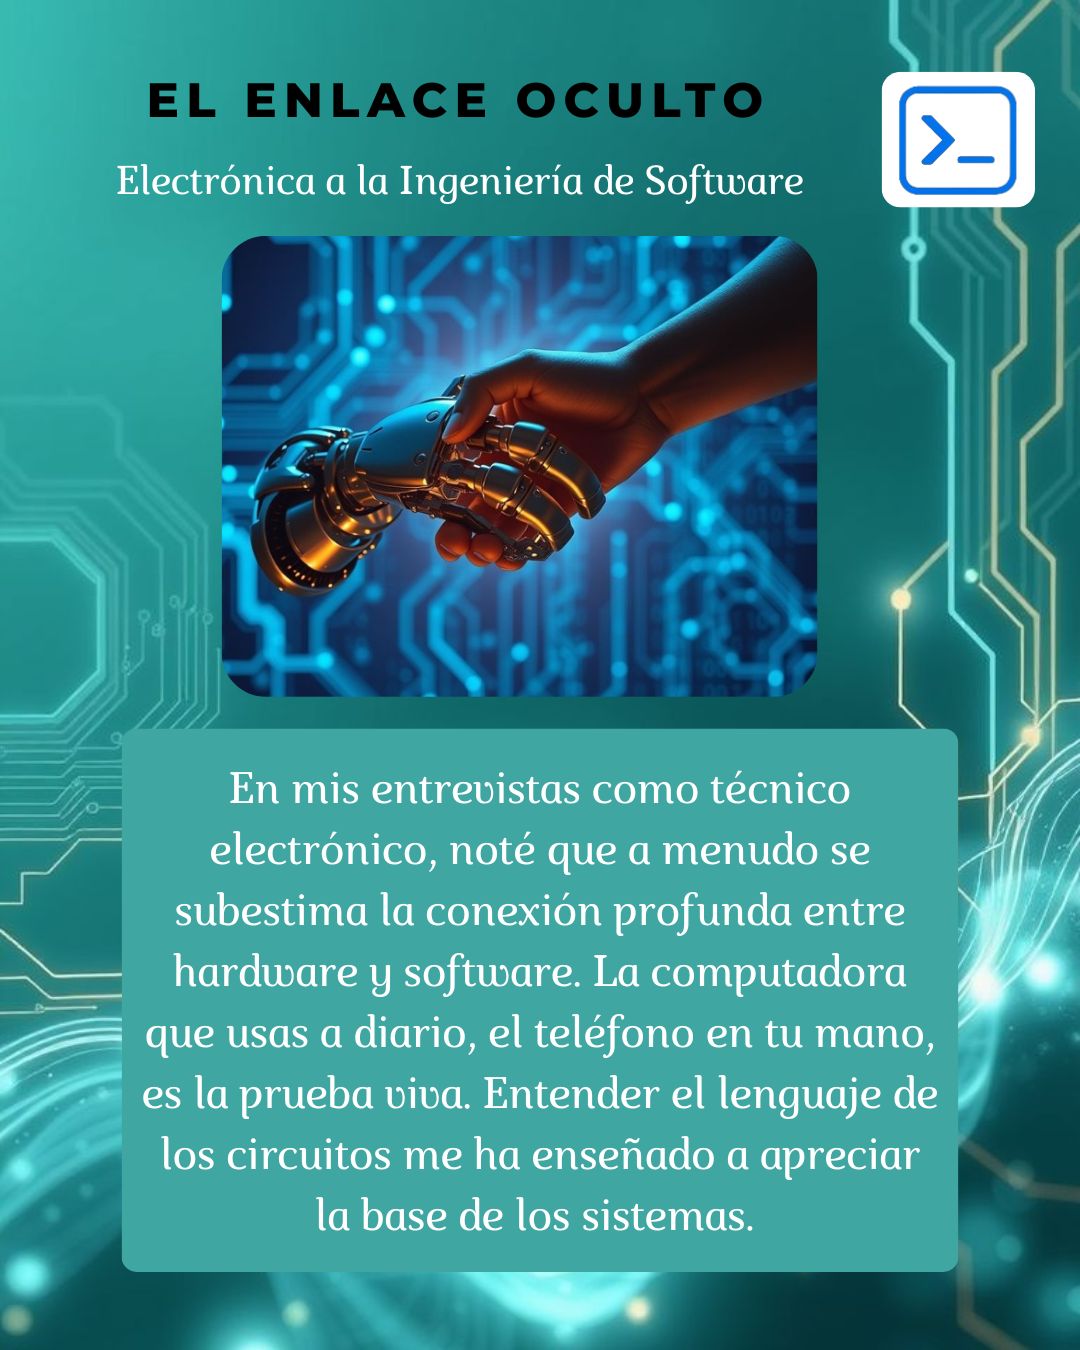 EL ENLACE OCULTO
Electrónica a la Ingeniería de Software
En mis entrevistas como técnico
electrónico, noté que a menudo se
subestima la conexión profunda entre
hardware y software. La computadora
que usas a diario, el teléfono en tu mano,
es la prueba viva. Entender el lenguaje de
los circuitos me ha enseñado a apreciar
la base de los sistemas.